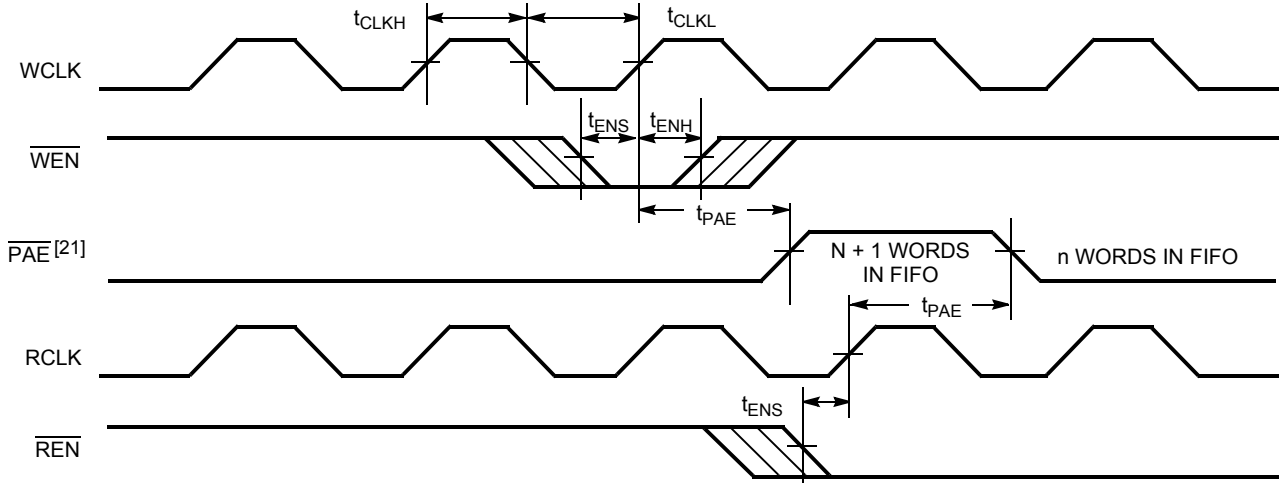 tCLKH
tCLKL
WCLK
tENS
tENH
WEN
tPAE
PAE [21]
N + 1 WORDS
IN FIFO
n WORDS IN FIFO
tPAE
RCLK
tENS
REN